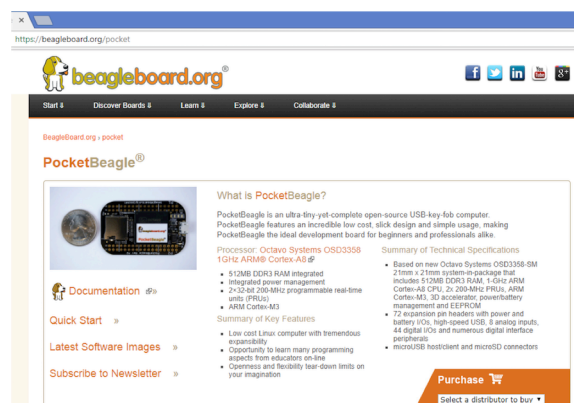 https://beagleboard.org/pocket
beagleboard.org®
Start
Discover Boards
Learn
Explore
Collaborate
BeagleBoard.org › pocket
PocketBeagle®
What is PocketBeagle?
PocketBeagle is an ultra-tiny-yet-complete open-source USB-key-fob computer.
PocketBeagle features an incredible low cost, slick design and simple usage, making
PocketBeagle the ideal development board for beginners and professionals alike.
Processor: Octavo Systems OSD3358
1GHz ARM® Cortex-A8
• 512MB DDR3 RAM integrated
• Integrated power management
• 2×32-bit 200-MHz programmable real-time
units (PRUs)
• ARM Cortex-M3
Summary of Key Features
• Low cost Linux computer with tremendous
expansibility
• Opportunity to learn many programming
aspects from educators on-line
• Openness and flexibility tear-down limits on
your imagination
Summary of Technical Specifications
• Based on new Octavo Systems OSD3358-SM
21mm x 21mm system-in-package that
includes 512MB DDR3 RAM, 1-GHz ARM
Cortex-A8 CPU, 2x 200-MHz PRUs, ARM
Cortex-M3, 3D accelerator, power/battery
management and EEPROM
• 72 expansion pin headers with power and
battery I/Os, high-speed USB, 8 analog inputs,
44 digital I/Os and numerous digital interface
peripherals
• microUSB host/client and microSD connectors
Documentation »
Quick Start »
Latest Software Images »
Subscribe to Newsletter »
Purchase
Select a distributor to buy